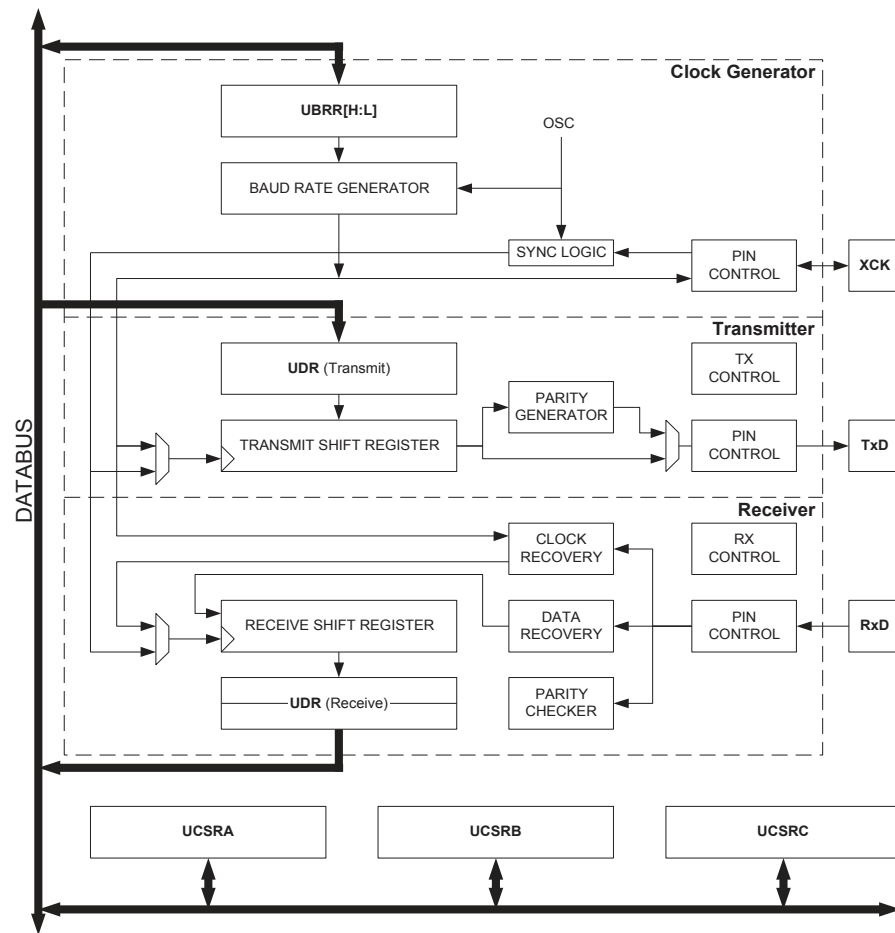 Clock Generator
UBRR[H:L]
OSC
BAUD RATE GENERATOR
SYNC LOGIC
PIN
CONTROL
XCK
Transmitter
UDR (Transmit)
TX
CONTROL
PARITY
GENERATOR
TRANSMIT SHIFT REGISTER
PIN
CONTROL
TxD
DATABUS
Receiver
CLOCK
RECOVERY
RX
CONTROL
RECEIVE SHIFT REGISTER
DATA
RECOVERY
PIN
CONTROL
RxD
UDR (Receive)
PARITY
CHECKER
UCSRA
UCSRB
UCSRC